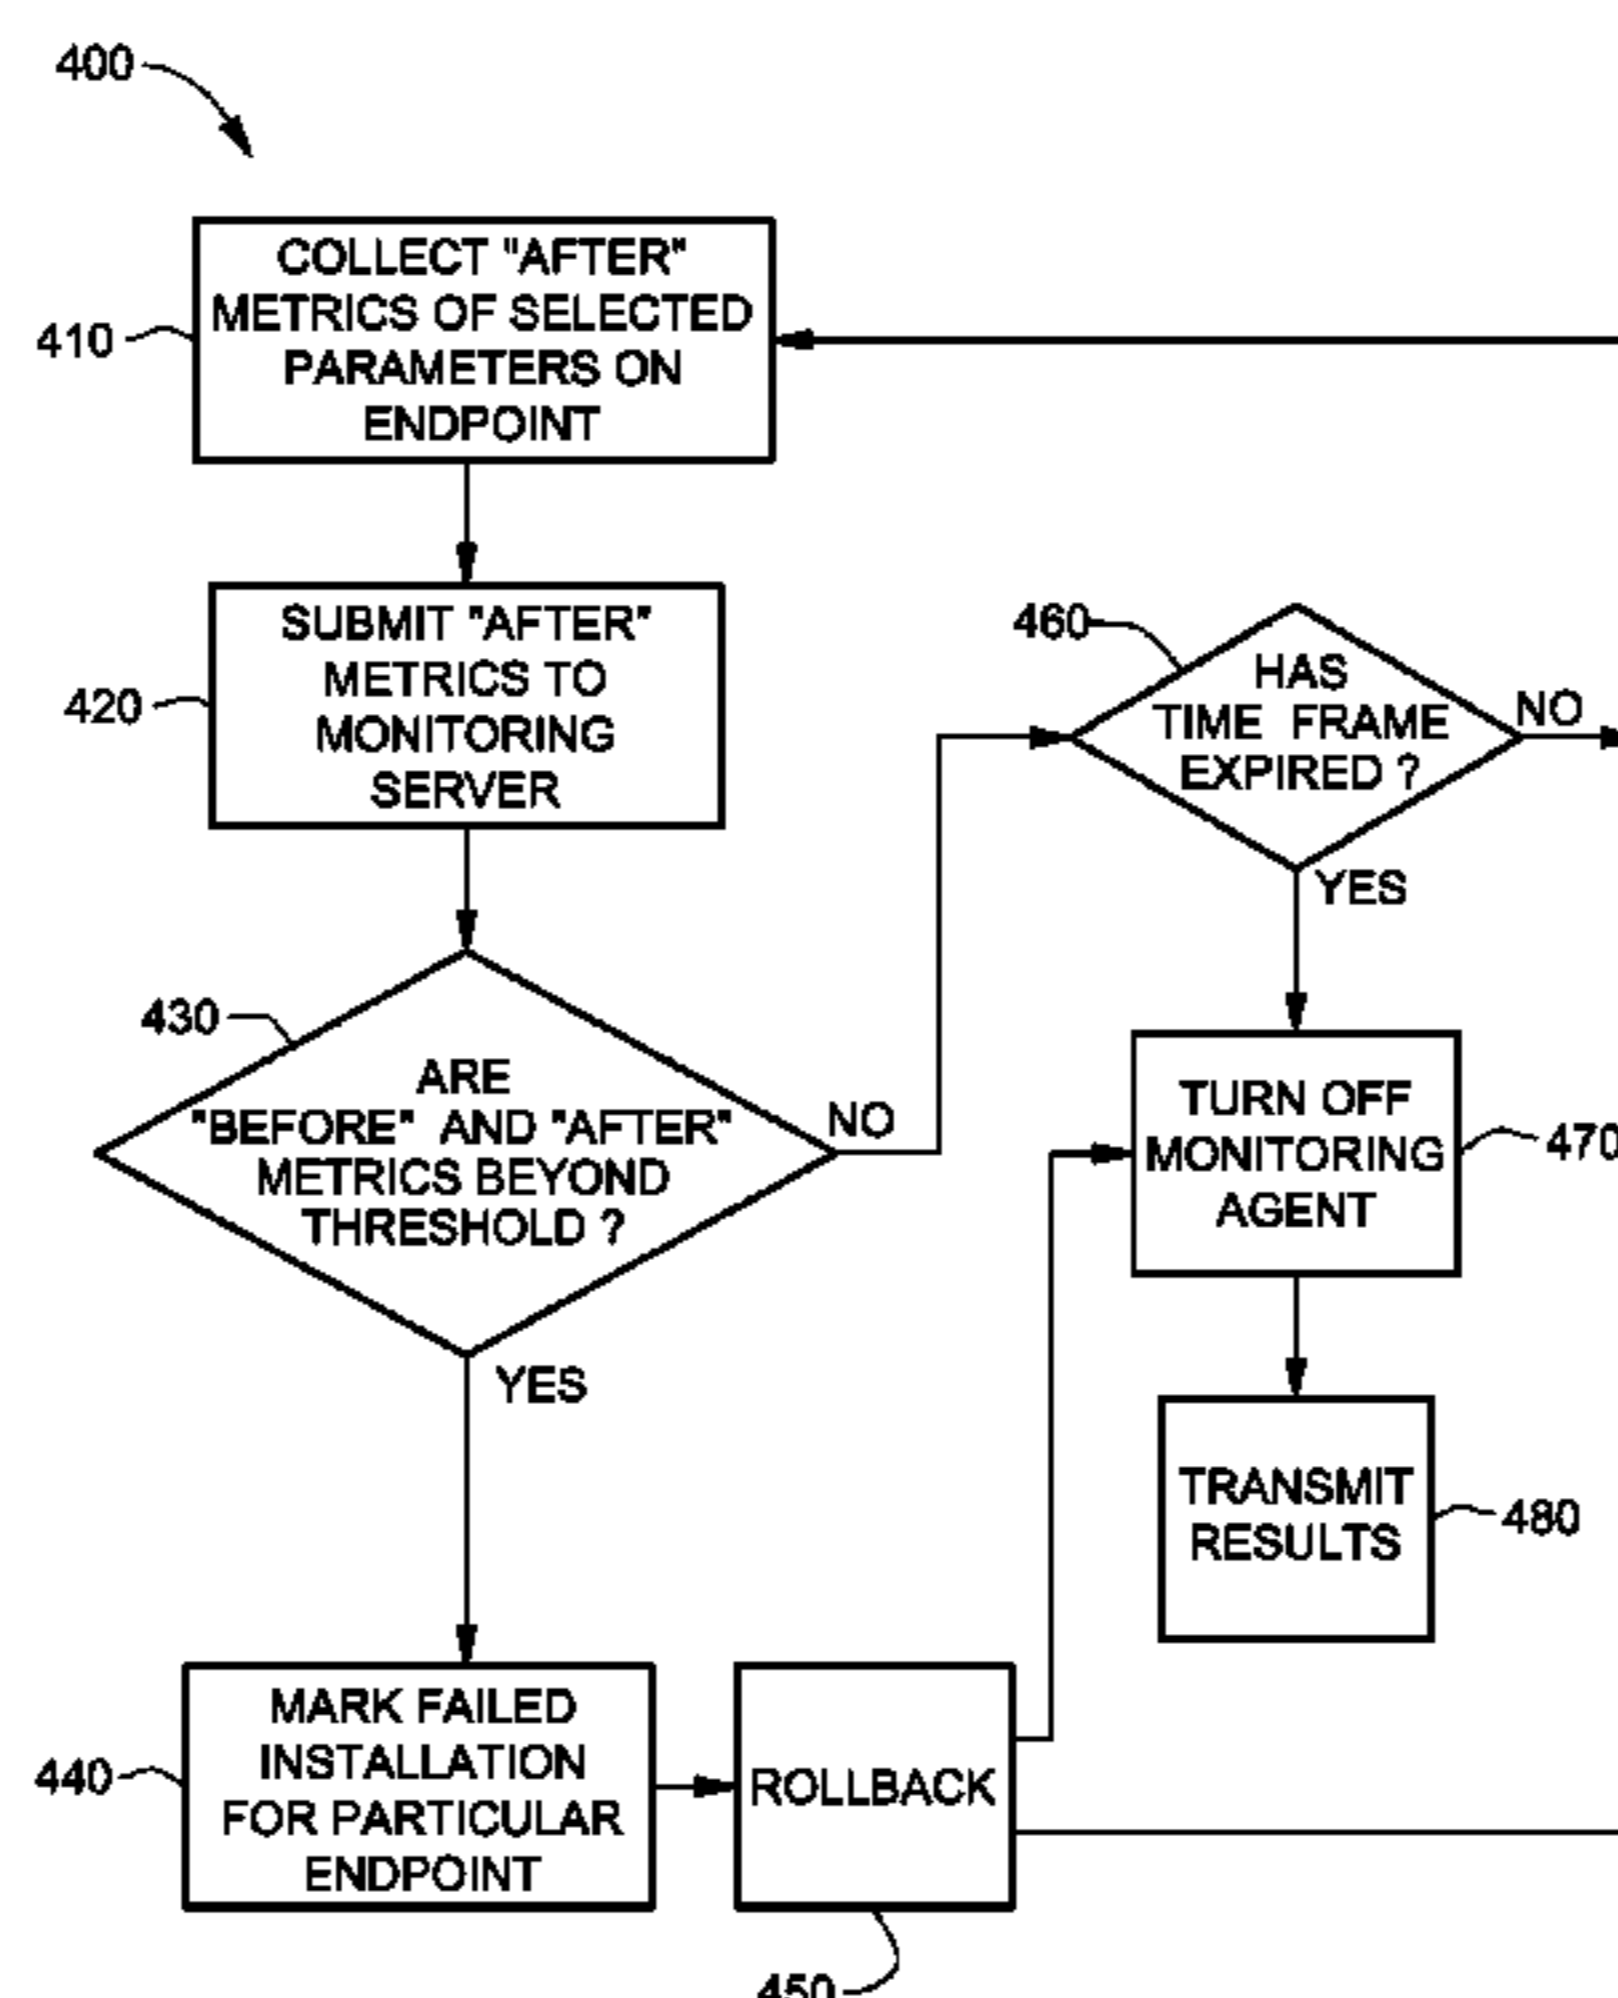 400
COLLECT "AFTER"
METRICS OF SELECTED
PARAMETERS ON
ENDPOINT
410
SUBMIT "AFTER"
METRICS TO
MONITORING
SERVER
420
430
ARE
"BEFORE" AND "AFTER"
METRICS BEYOND
THRESHOLD ?
NO
YES
460
HAS
TIME FRAME
EXPIRED ?
NO
YES
TURN OFF
MONITORING
AGENT
470
TRANSMIT
RESULTS
480
MARK FAILED
INSTALLATION
FOR PARTICULAR
ENDPOINT
440
ROLLBACK
450